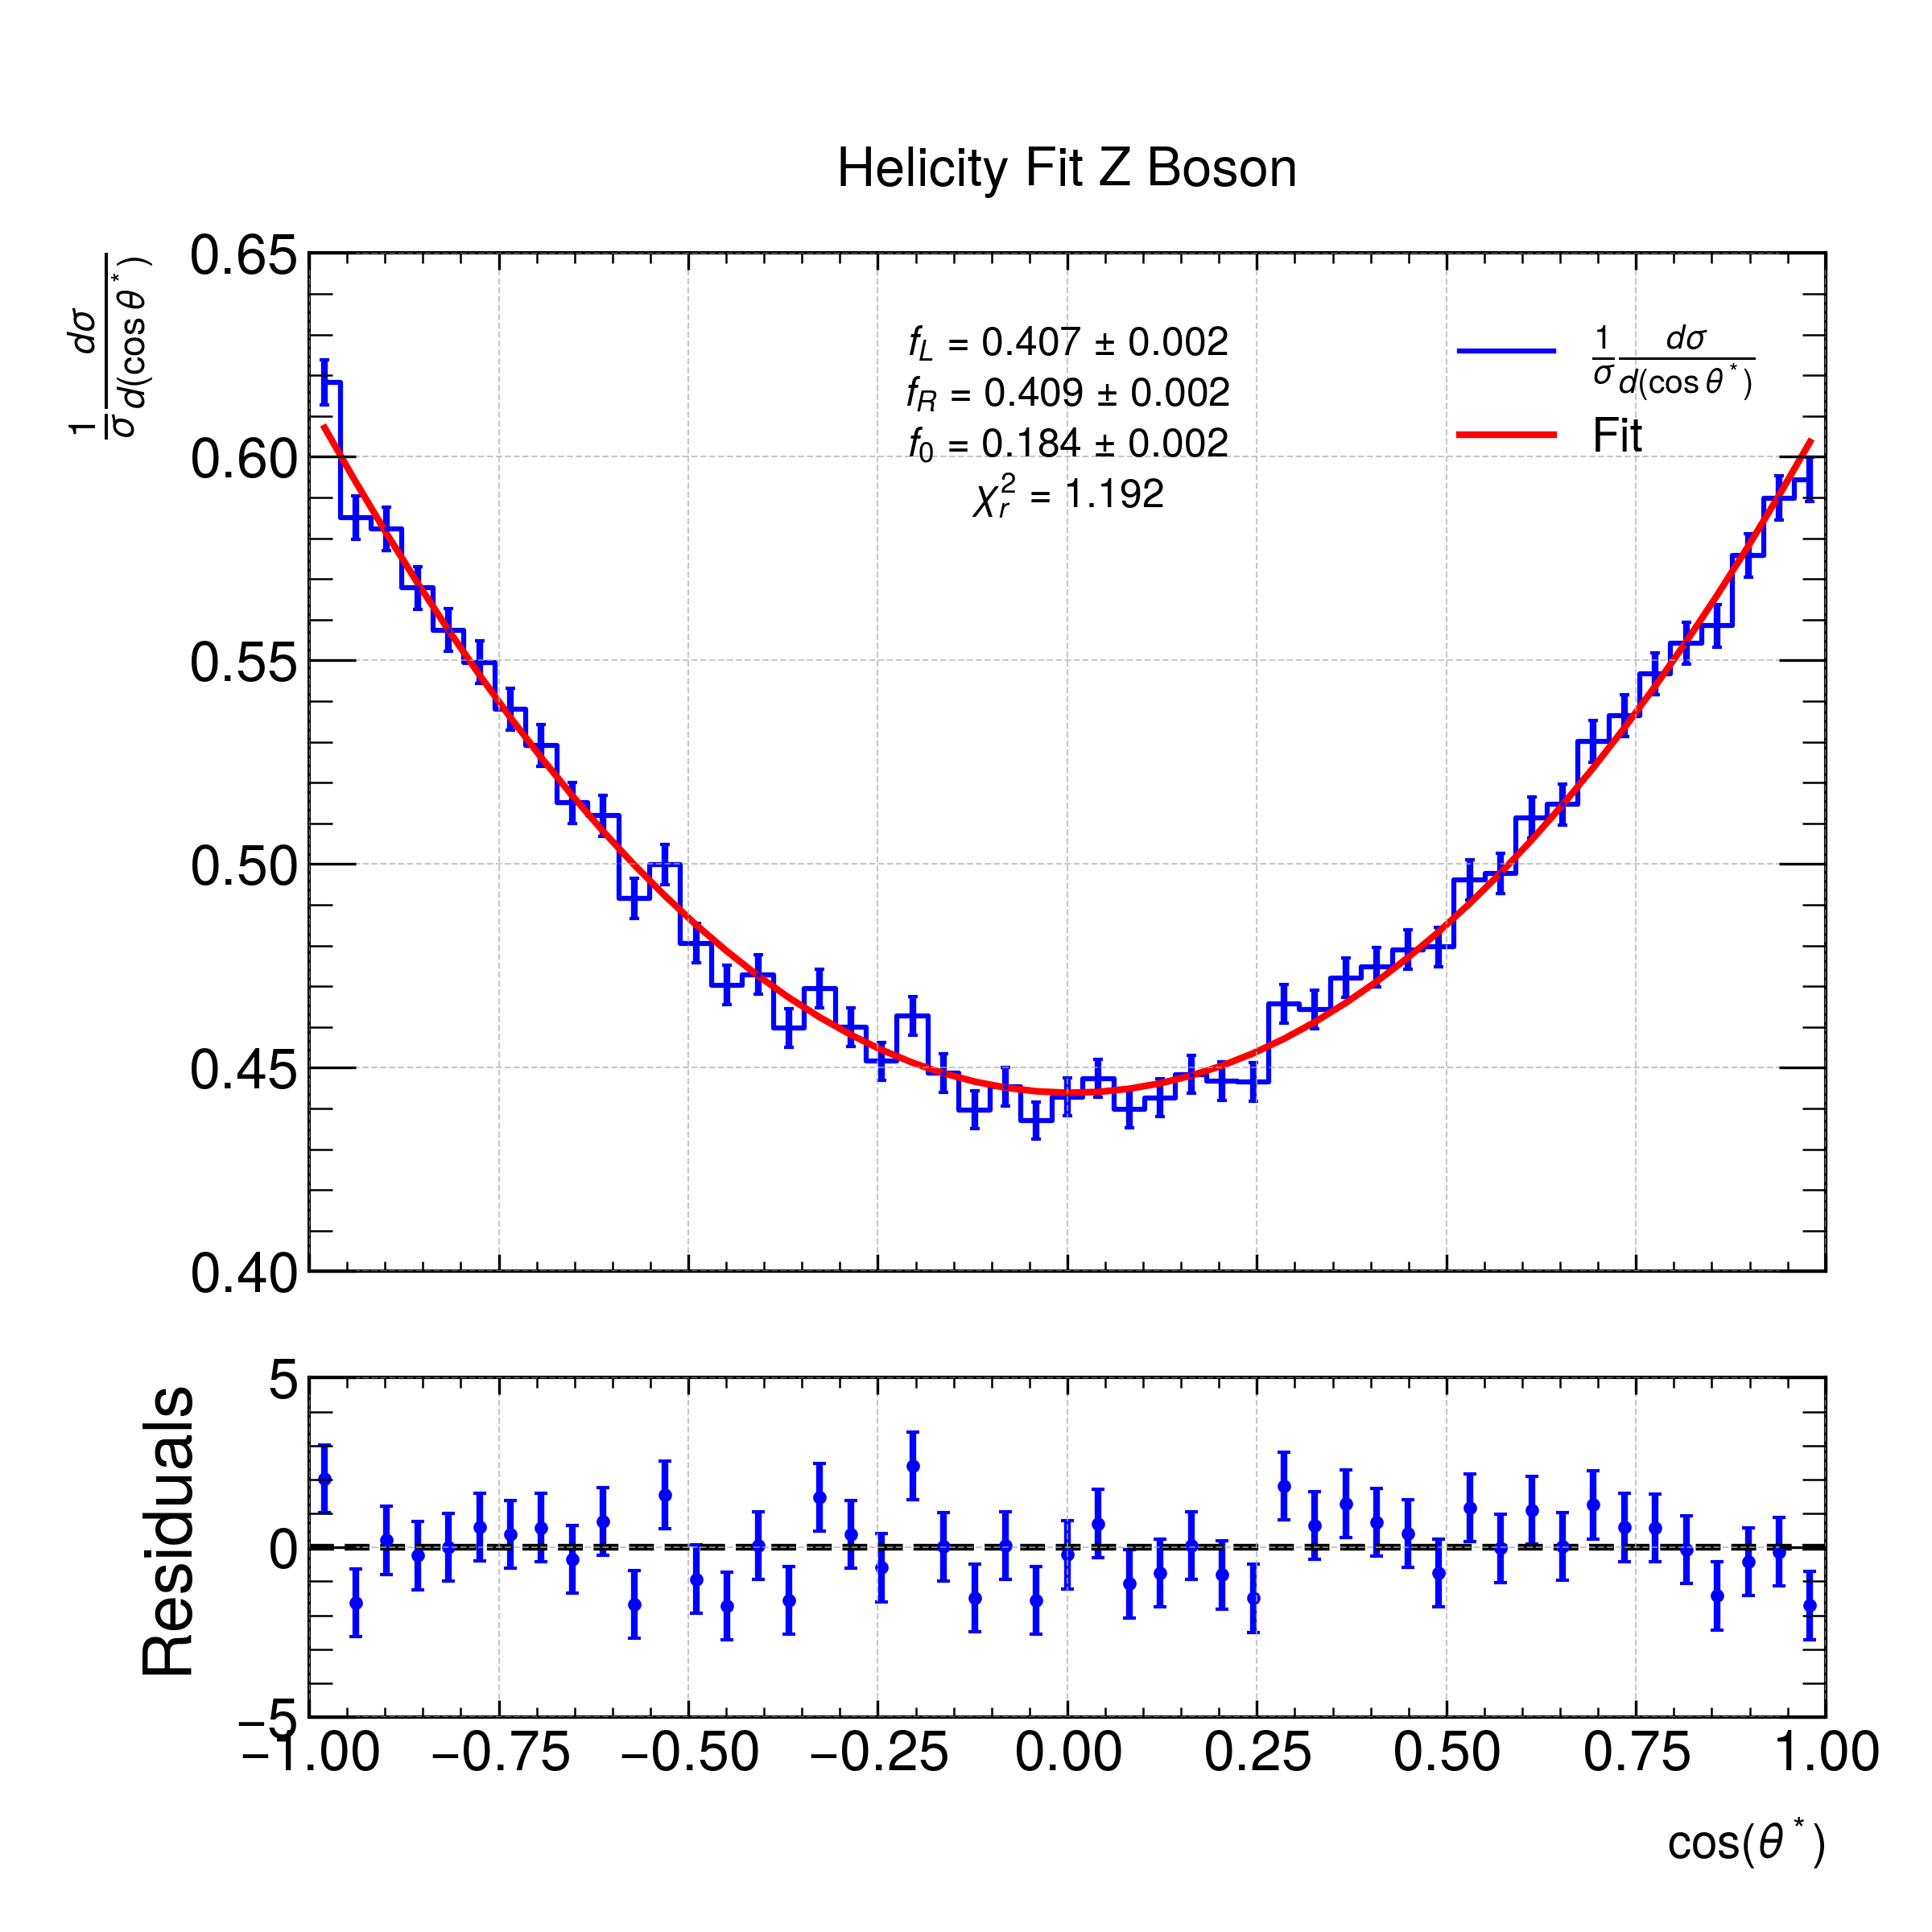 Helicity Fit Z Boson
1/σ dσ/d(cos θ*)
0.65
0.60
0.55
0.50
0.45
0.40
f_L = 0.407 ± 0.002
f_R = 0.409 ± 0.002
f_0 = 0.184 ± 0.002
χ_r^2 = 1.192
1/σ dσ/d(cos θ*)
Fit
Residuals
5
0
−5
−1.00 −0.75 −0.50 −0.25 0.00 0.25 0.50 0.75 1.00
cos(θ*)